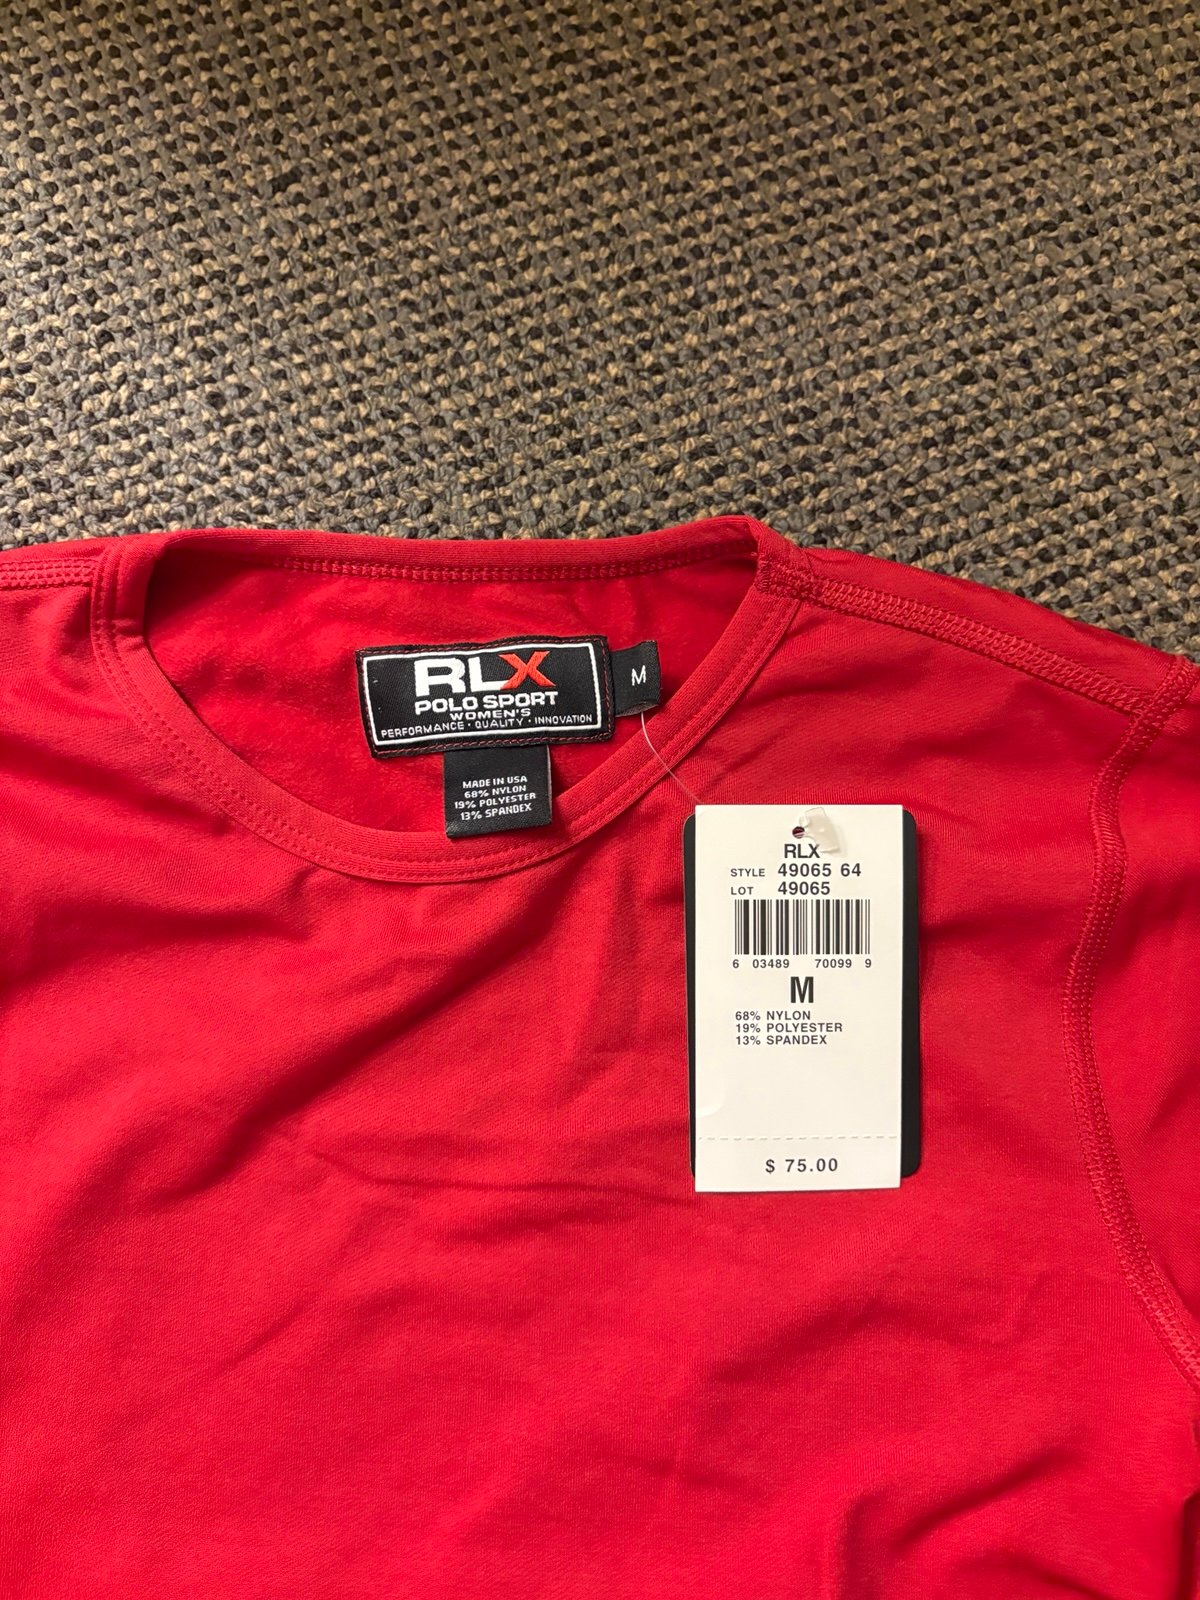 RLX
POLO SPORT
WOMEN'S
PERFORMANCE · QUALITY · INNOVATION
M
MADE IN USA
68% NYLON
19% POLYESTER
13% SPANDEX
RLX
STYLE 49065 64
LOT 49065
6 03489 70099 9
M
68% NYLON
19% POLYESTER
13% SPANDEX
$ 75.00